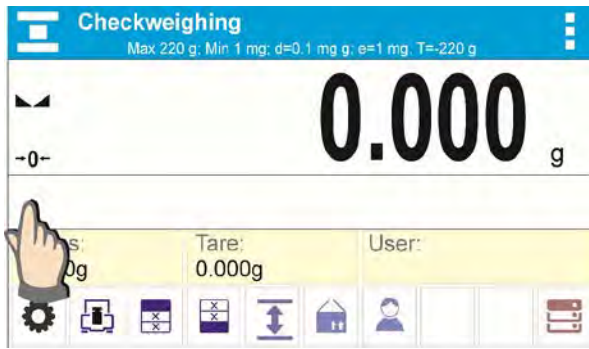 Checkweighing
Max 220 g; Min 1 mg; d=0.1 mg g; e=1 mg. T=-220 g
→0←
0.000 g
s: Tare: User:
0g 0.000g